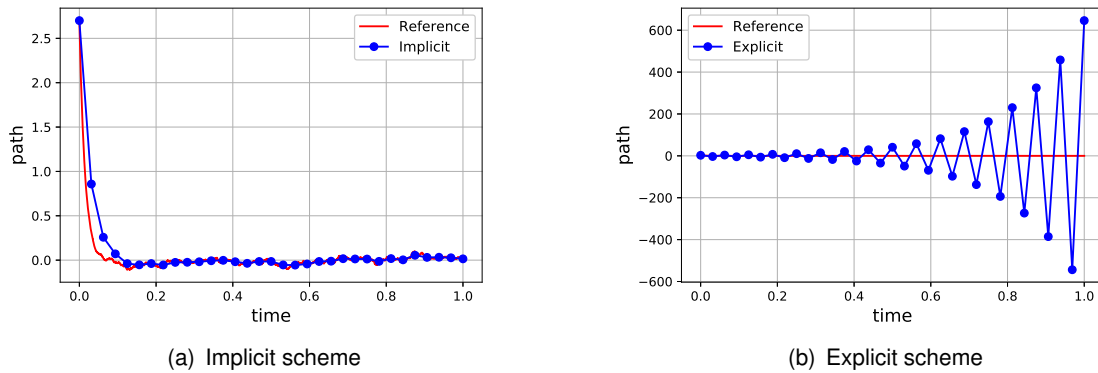 Reference
Implicit
2.5
2.0
1.5
1.0
0.5
0.0
path
0.0 0.2 0.4 0.6 0.8 1.0
time
(a) Implicit scheme
Reference
Explicit
600
400
200
0
−200
−400
−600
path
0.0 0.2 0.4 0.6 0.8 1.0
time
(b) Explicit scheme